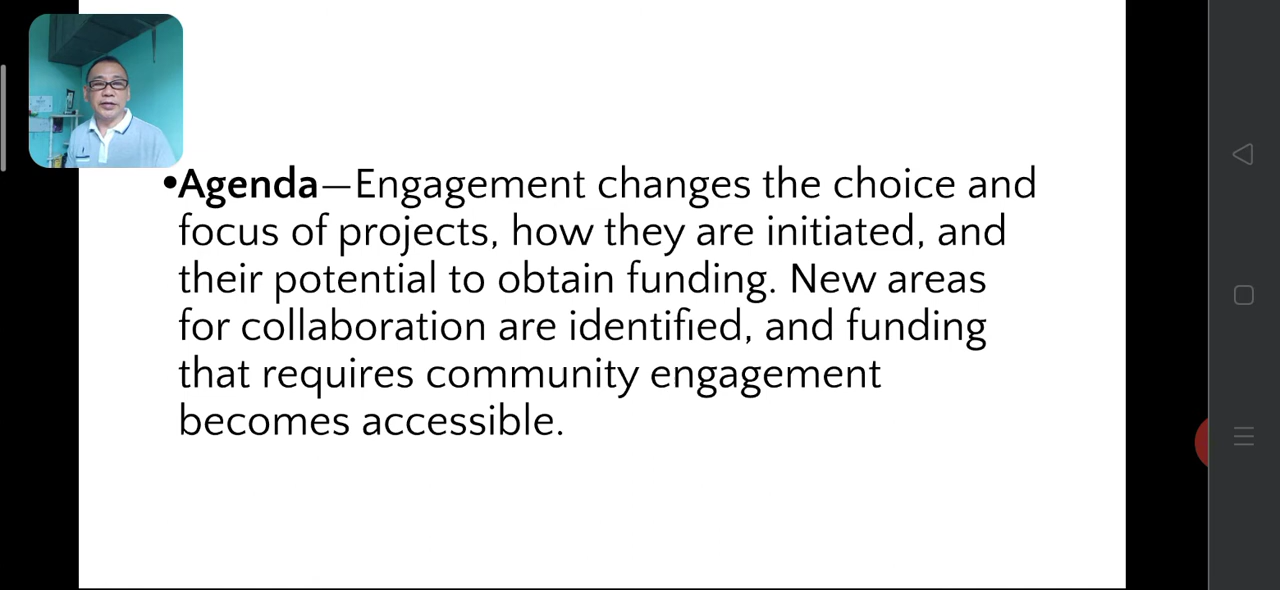 •Agenda—Engagement changes the choice and
focus of projects, how they are initiated, and
their potential to obtain funding. New areas
for collaboration are identified, and funding
that requires community engagement
becomes accessible.